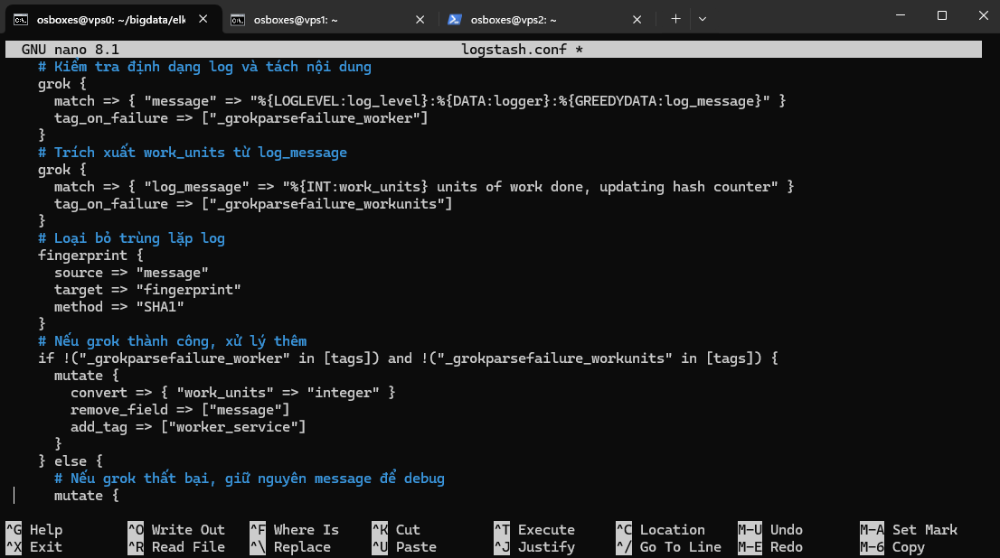 osboxes@vps0: ~/bigdata/elk
osboxes@vps1: ~
osboxes@vps2: ~
GNU nano 8.1 logstash.conf *
# Kiểm tra định dạng log và tách nội dung
grok {
match => { "message" => "%{LOGLEVEL:log_level}:%{DATA:logger}:%{GREEDYDATA:log_message}" }
tag_on_failure => ["_grokparsefailure_worker"]
}
# Trích xuất work_units từ log_message
grok {
match => { "log_message" => "%{INT:work_units} units of work done, updating hash counter" }
tag_on_failure => ["_grokparsefailure_workunits"]
}
# Loại bỏ trùng lặp log
fingerprint {
source => "message"
target => "fingerprint"
method => "SHA1"
}
# Nếu grok thành công, xử lý thêm
if !("_grokparsefailure_worker" in [tags]) and !("_grokparsefailure_workunits" in [tags]) {
mutate {
convert => { "work_units" => "integer" }
remove_field => ["message"]
add_tag => ["worker_service"]
}
} else {
# Nếu grok thất bại, giữ nguyên message để debug
mutate {
^G Help ^O Write Out ^F Where Is ^K Cut ^T Execute ^C Location M-U Undo M-A Set Mark
^X Exit ^R Read File ^\ Replace ^U Paste ^J Justify ^/ Go To Line M-E Redo M-6 Copy